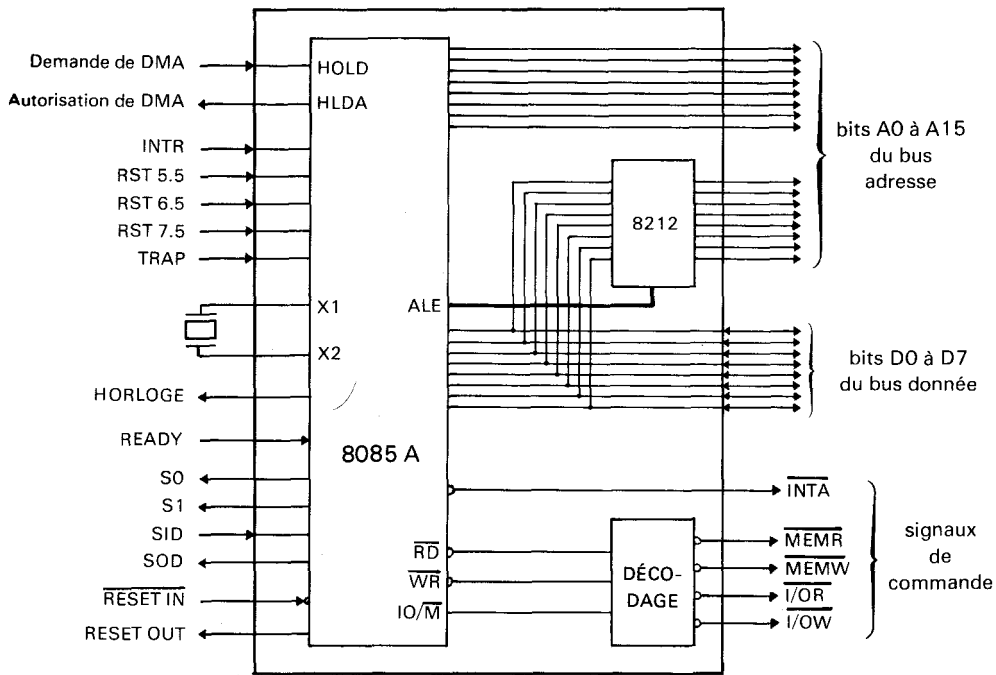 Demande de DMA
Autorisation de DMA
INTR
RST 5.5
RST 6.5
RST 7.5
TRAP
HORLOGE
READY
S0
S1
SID
SOD
RESET IN
RESET OUT
HOLD
HLDA
X1
X2
ALE
8085 A
RD
WR
IO/M
8212
DÉCO-
DAGE
bits A0 à A15
du bus
adresse
bits D0 à D7
du bus donnée
INTA
MEMR
MEMW
I/OR
I/OW
signaux
de
commande